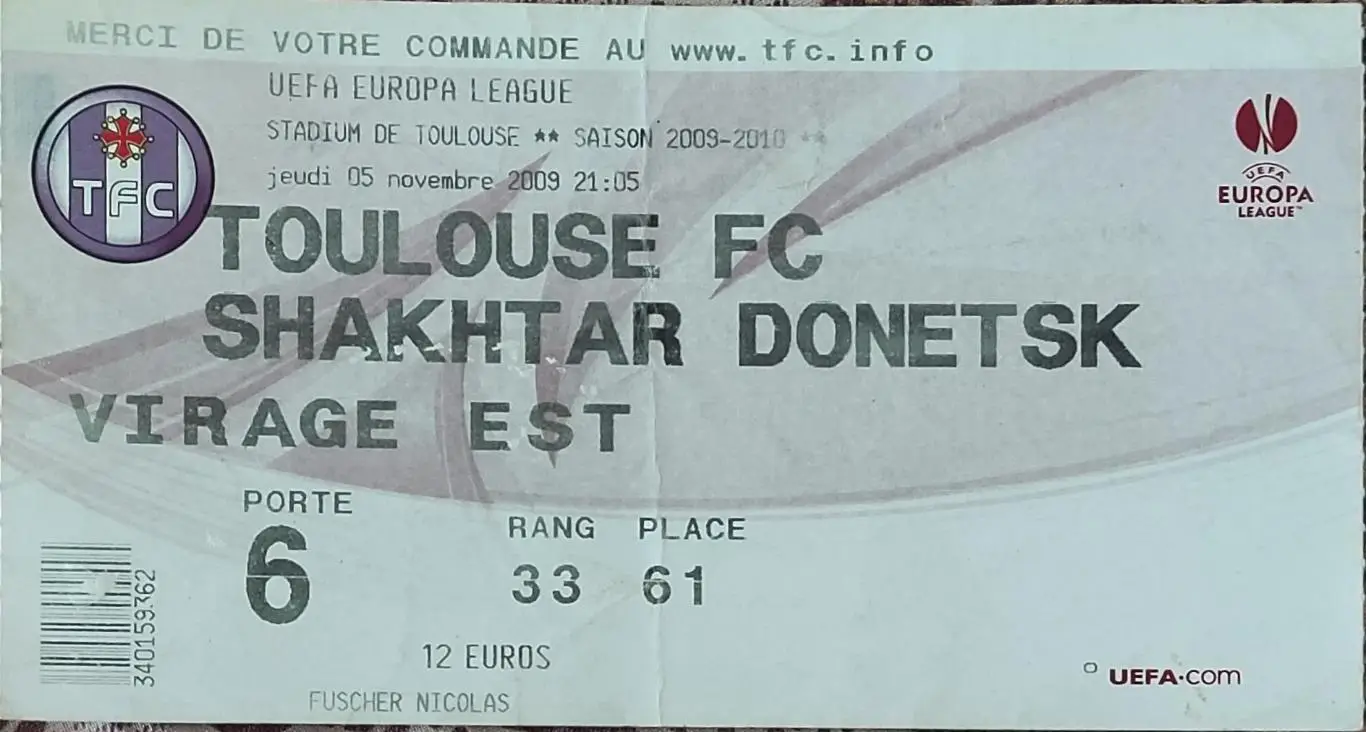 MERCI DE VOTRE COMMANDE AU www.tfc.info
UEFA EUROPA LEAGUE
STADIUM DE TOULOUSE ** SAISON 2009-2010 **
jeudi 05 novembre 2009 21:05
TFC
TOULOUSE FC
SHAKHTAR DONETSK
UEFA
EUROPA
LEAGUE™
VIRAGE EST
PORTE
6
RANG PLACE
33 61
340159362
12 EUROS
FUSCHER NICOLAS
UEFA.com